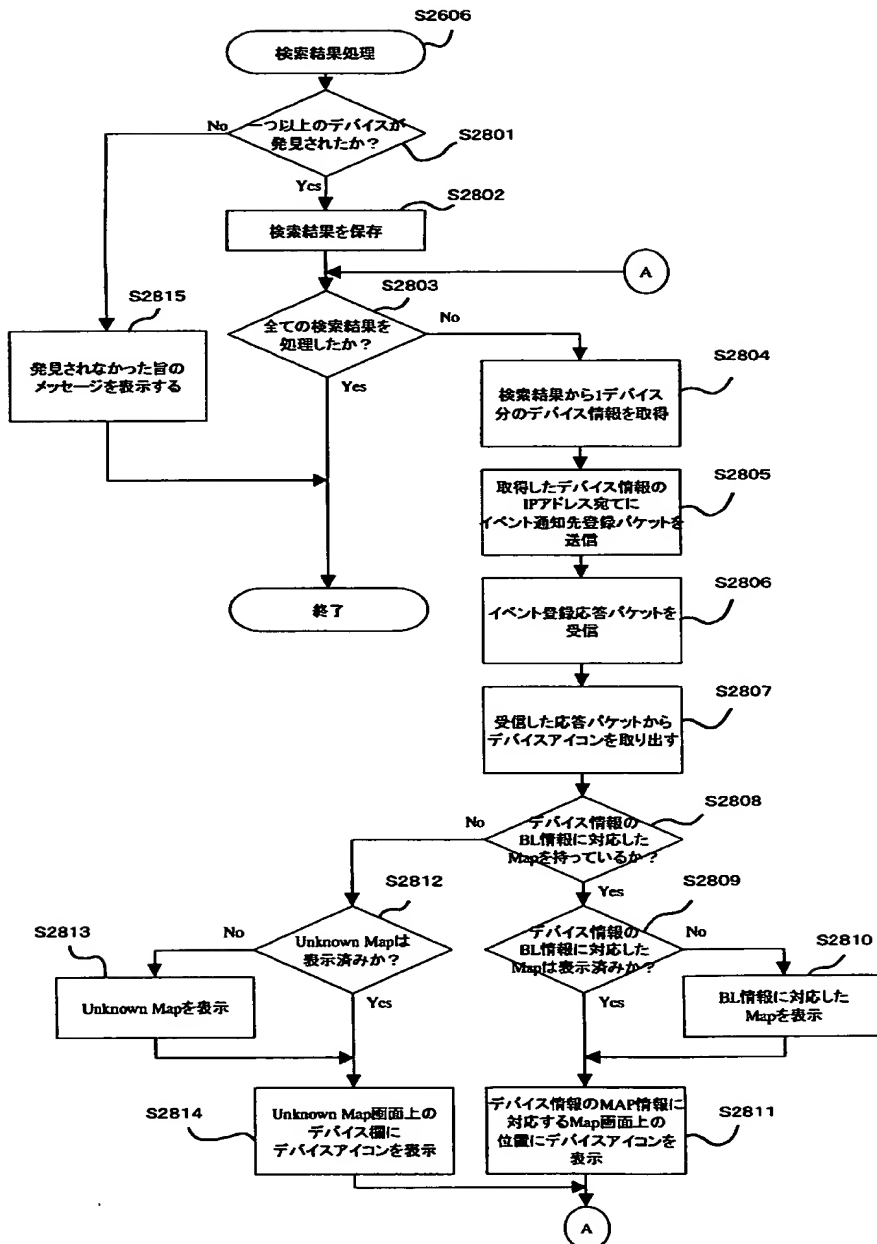 S2606
検索結果処理
一つ以上のデバイスが
発見されたか?
S2801
No
Yes
S2802
検索結果を保存
A
S2803
全ての検索結果を
処理したか?
No
Yes
S2815
発見されなかった旨の
メッセージを表示する
終了
S2804
検索結果から1デバイス
分のデバイス情報を取得
S2805
取得したデバイス情報の
IPアドレス宛てに
イベント通知先登録パケットを
送信
S2806
イベント登録応答パケットを
受信
S2807
受信した応答パケットから
デバイスアイコンを取り出す
S2808
デバイス情報の
BL情報に対応した
Mapを持っているか?
No
Yes
S2812
Unknown Mapは
表示済みか?
No
Yes
S2813
Unknown Mapを表示
S2809
デバイス情報の
BL情報に対応した
Mapは表示済みか?
No
Yes
S2810
BL情報に対応した
Mapを表示
S2814
Unknown Map画面上の
デバイス欄に
デバイスアイコンを表示
デバイス情報のMAP情報に
対応するMap画面上の
位置にデバイスアイコンを
表示
S2811
A